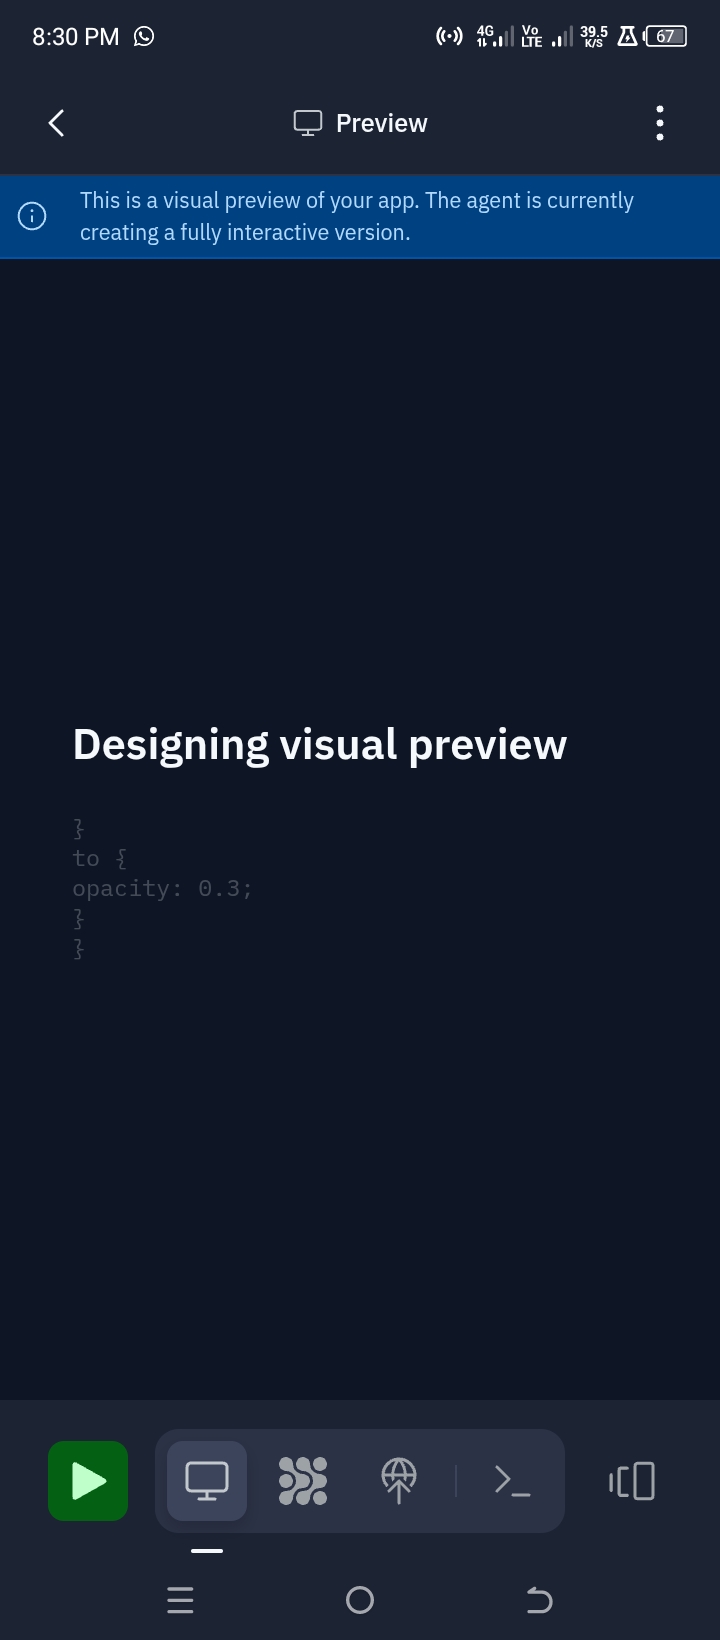 8:30 PM 4G Vo LTE 39.5 K/S 67
Preview
This is a visual preview of your app. The agent is currently
creating a fully interactive version.
Designing visual preview
}
to {
opacity: 0.3;
}
}